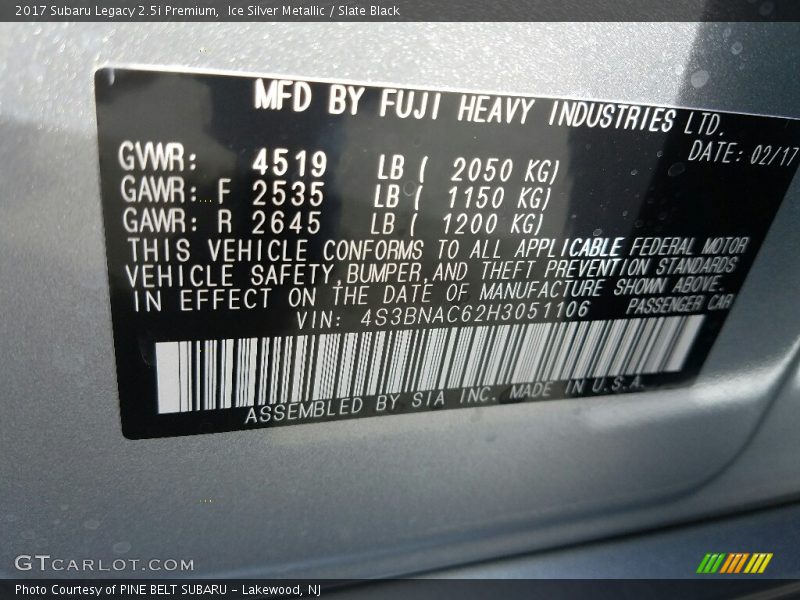 2017 Subaru Legacy 2.5i Premium,  Ice Silver Metallic / Slate Black
MFD BY FUJI HEAVY INDUSTRIES LTD.
DATE: 02/17
GVWR: 4519 LB ( 2050 KG)
GAWR: F 2535 LB ( 1150 KG)
GAWR: R 2645 LB ( 1200 KG)
THIS VEHICLE CONFORMS TO ALL APPLICABLE FEDERAL MOTOR
VEHICLE SAFETY,BUMPER,AND THEFT PREVENTION STANDARDS
IN EFFECT ON THE DATE OF MANUFACTURE SHOWN ABOVE.
VIN: 4S3BNAC62H3051106 PASSENGER CAR
ASSEMBLED BY SIA INC. MADE IN U.S.A.
GTCARLOT.COM
Photo Courtesy of PINE BELT SUBARU - Lakewood, NJ